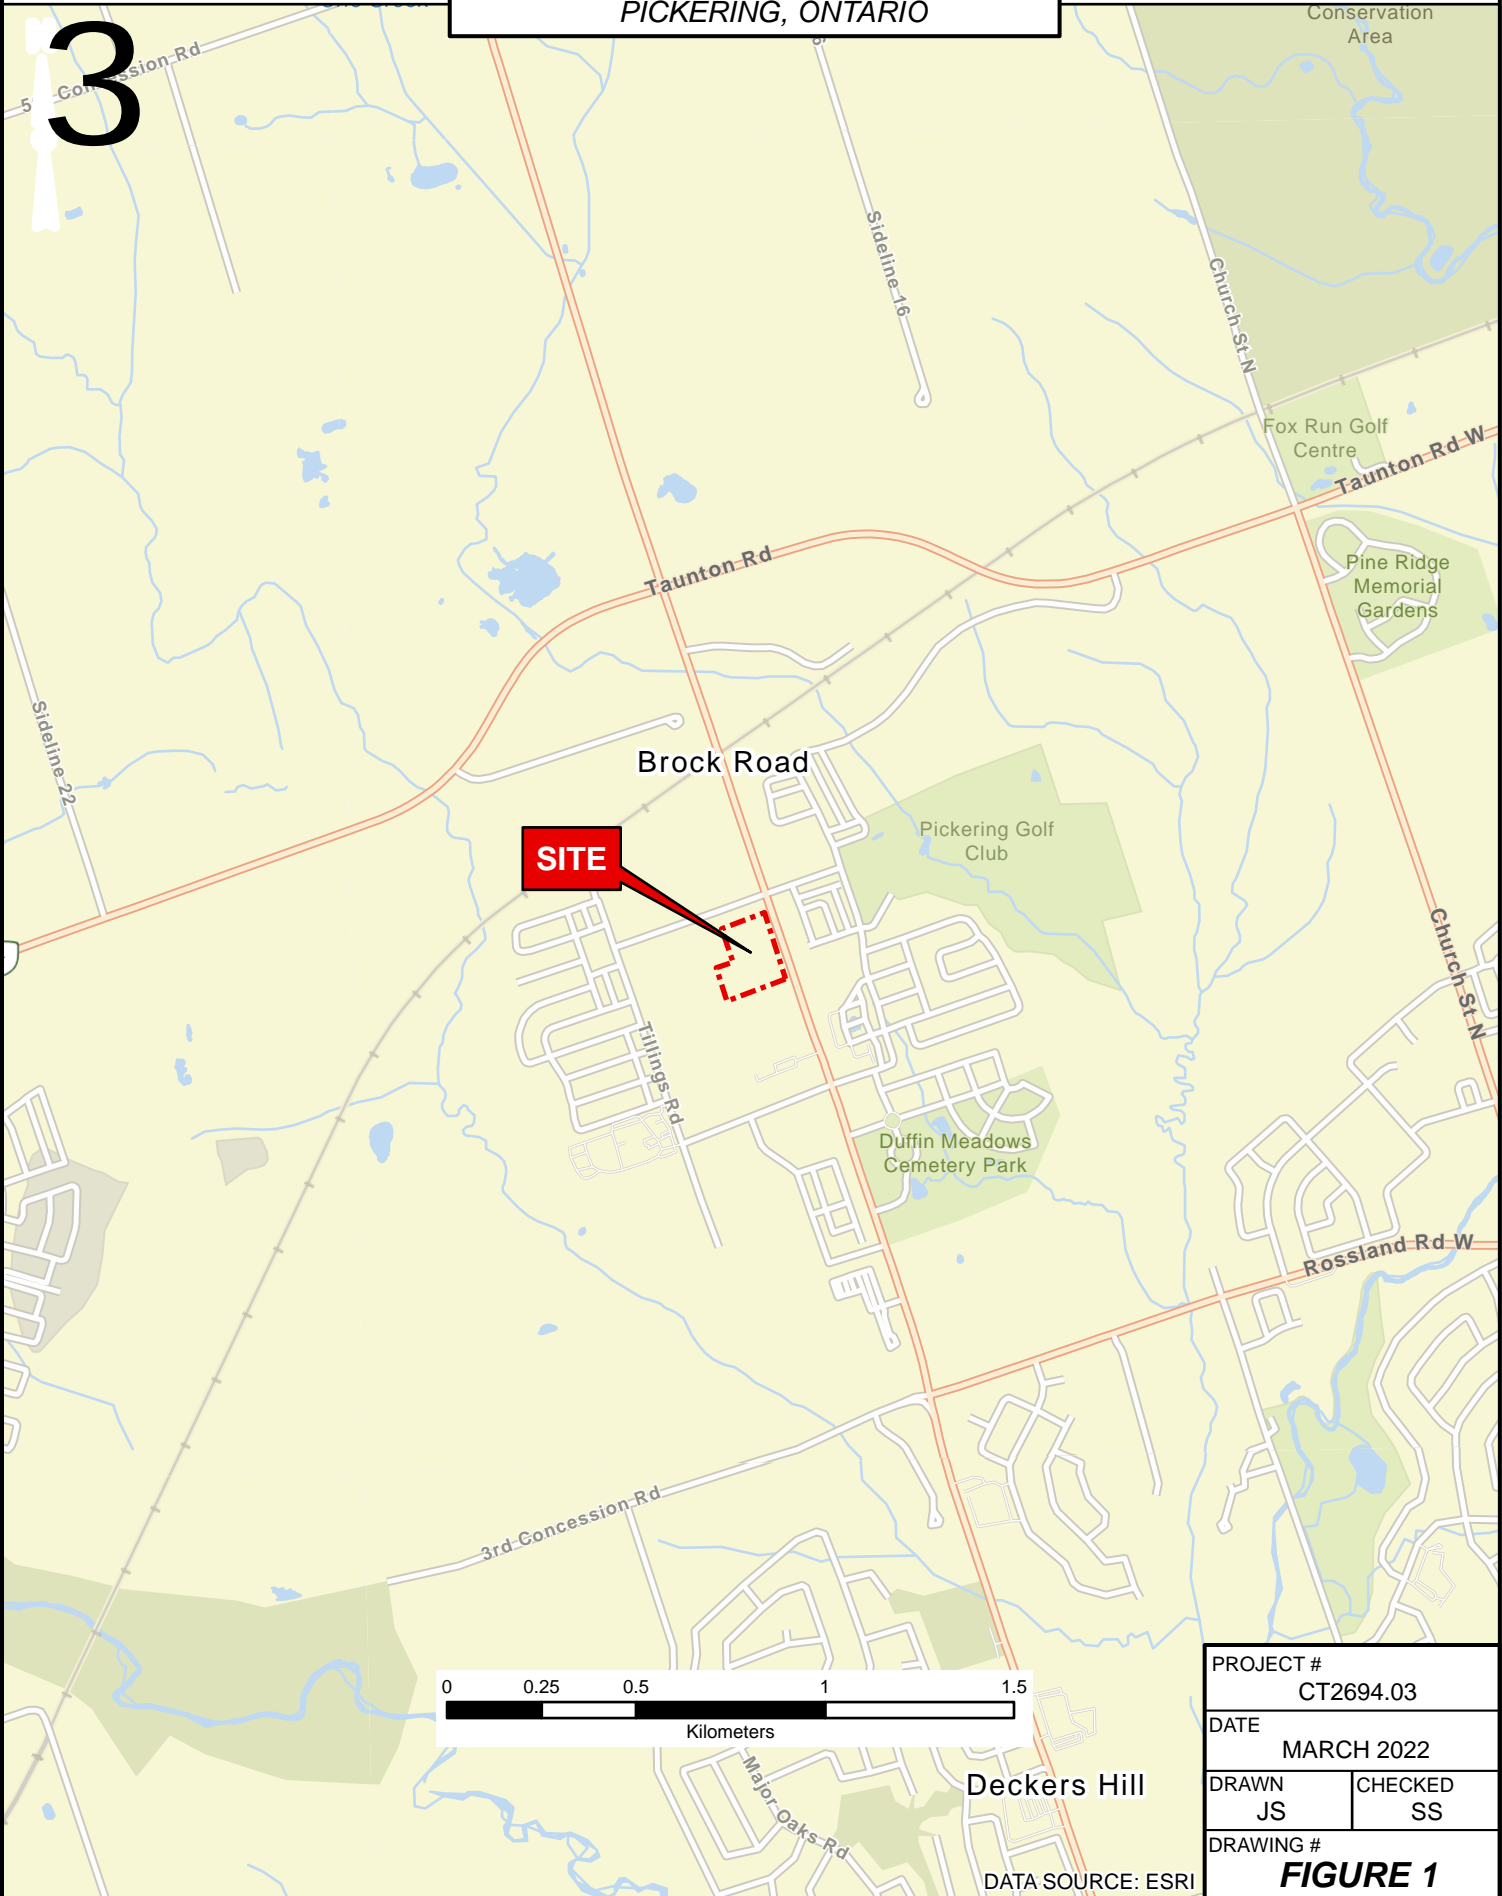 PICKERING, ONTARIO
Conservation
Area
3
Sideline 16
Church St N
Fox Run Golf
Centre
Taunton Rd W
Taunton Rd
Pine Ridge
Memorial
Gardens
Sideline 22
Brock Road
SITE
Pickering Golf
Club
Church St N
Tillings Rd
Duffin Meadows
Cemetery Park
Rossland Rd W
3rd Concession Rd
0 0.25 0.5 1 1.5
Kilometers
Major Oaks Rd
Deckers Hill
DATA SOURCE: ESRI
PROJECT #
CT2694.03
DATE
MARCH 2022
DRAWN
JS
CHECKED
SS
DRAWING #
FIGURE 1